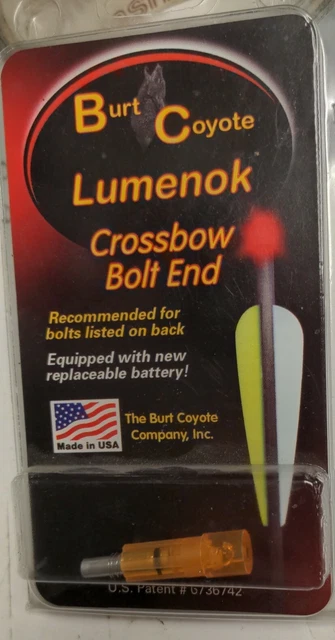 Burt Coyote
Lumenok
Crossbow
Bolt End
Recommended for
bolts listed on back
Equipped with new
replaceable battery!
Made in USA
The Burt Coyote
Company, Inc.
U.S. Patent # 6736742